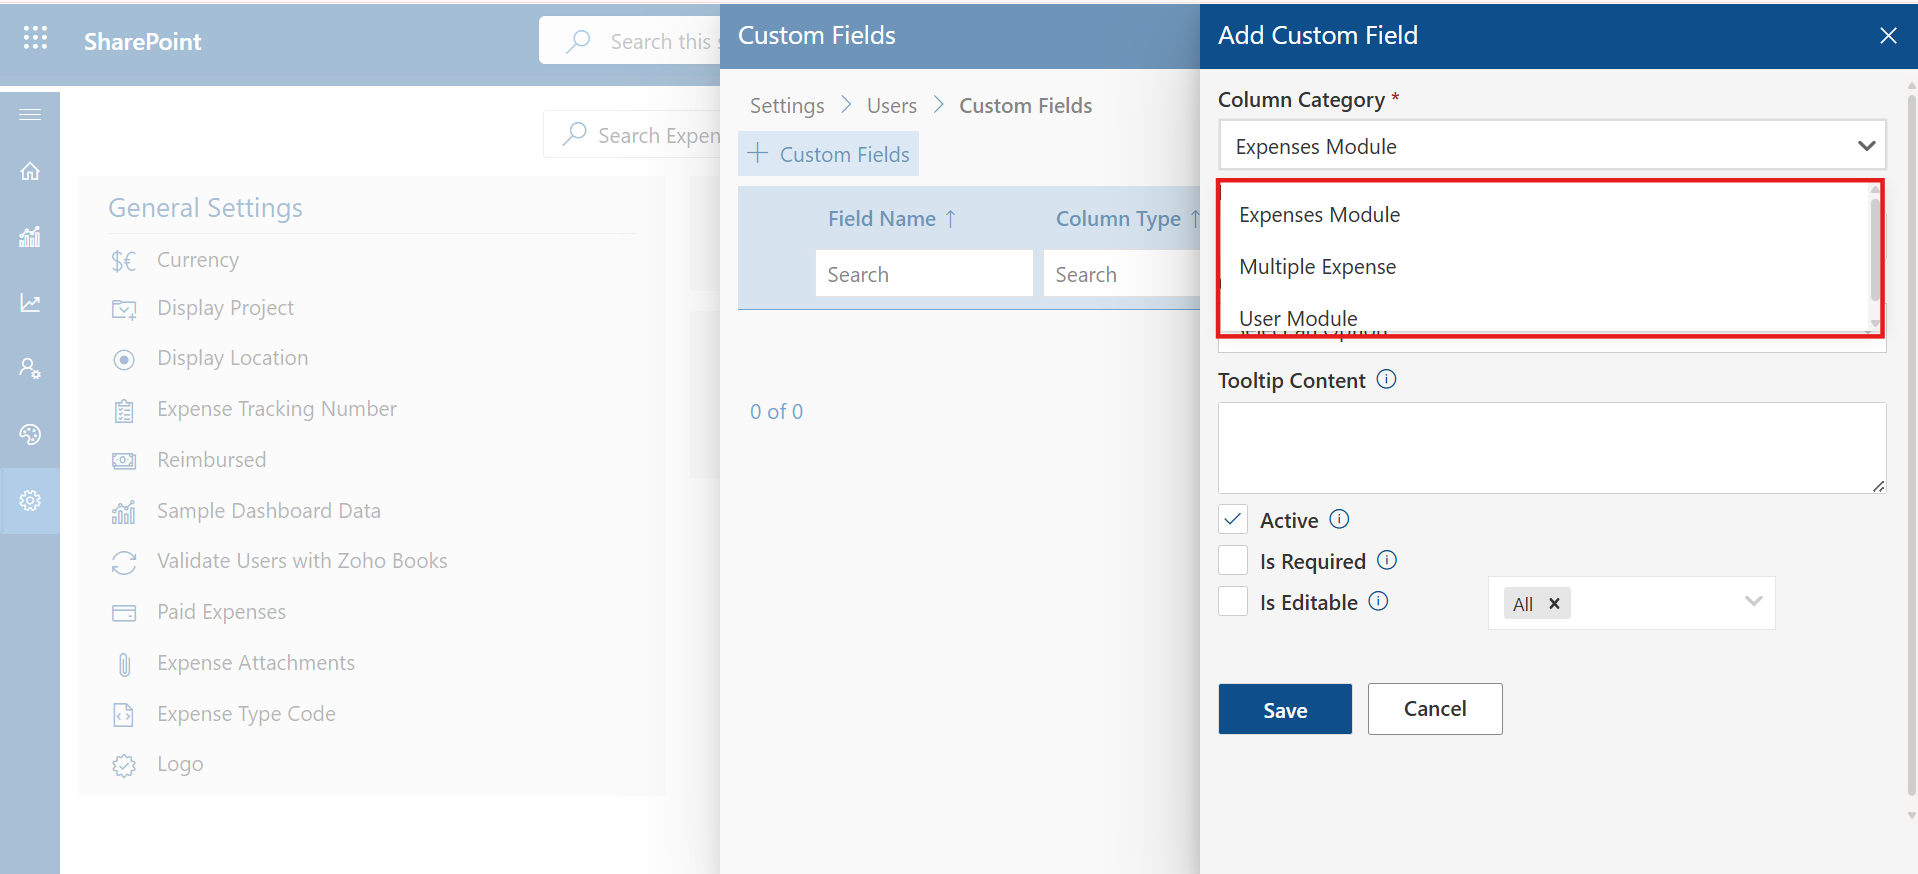 SharePoint
Search this s
Search Expen
General Settings
Currency
Display Project
Display Location
Expense Tracking Number
Reimbursed
Sample Dashboard Data
Validate Users with Zoho Books
Paid Expenses
Expense Attachments
Expense Type Code
Logo
Custom Fields
Settings > Users > Custom Fields
+ Custom Fields
Field Name ↑ Column Type ↑
Search Search
0 of 0
Add Custom Field
Column Category *
Expenses Module
Expenses Module
Multiple Expense
User Module
Select an Option
Tooltip Content
Active
Is Required
Is Editable
All ×
Save Cancel